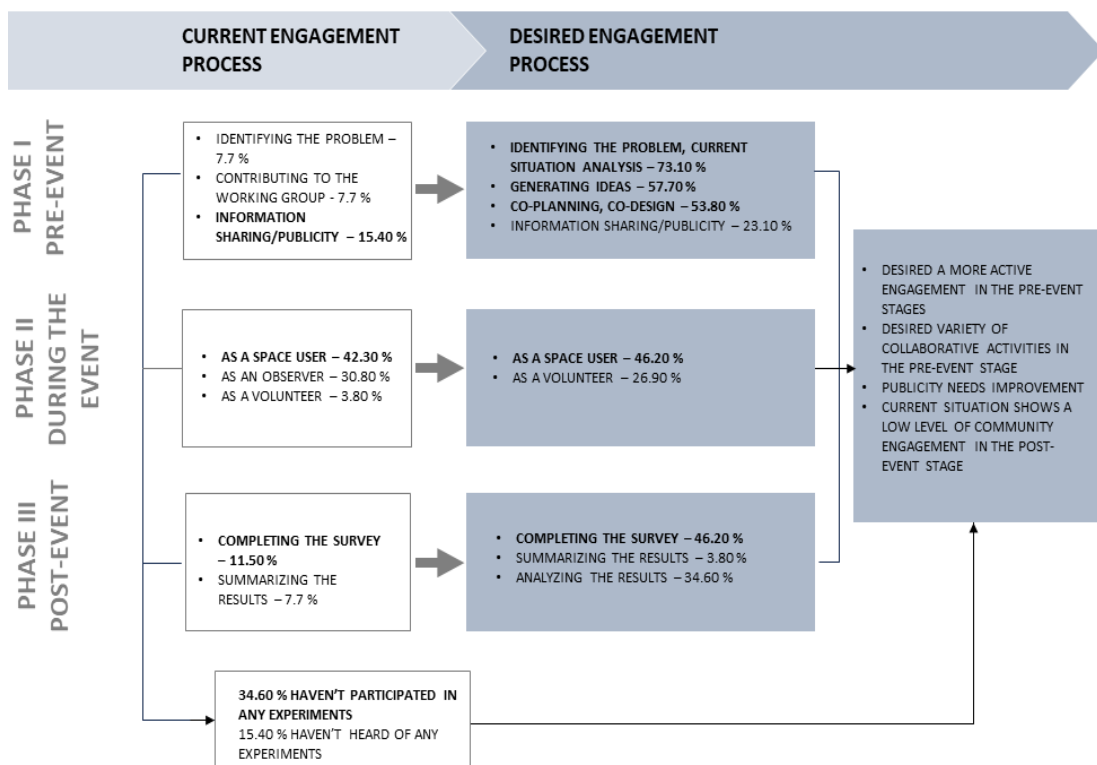 CURRENT ENGAGEMENT
PROCESS
DESIRED ENGAGEMENT
PROCESS
PHASE I
PRE-EVENT
• IDENTIFYING THE PROBLEM –
7.7 %
• CONTRIBUTING TO THE
WORKING GROUP - 7.7 %
• INFORMATION
SHARING/PUBLICITY – 15.40 %
• IDENTIFYING THE PROBLEM, CURRENT
SITUATION ANALYSIS – 73.10 %
• GENERATING IDEAS – 57.70 %
• CO-PLANNING, CO-DESIGN – 53.80 %
• INFORMATION SHARING/PUBLICITY – 23.10 %
PHASE II
DURING THE
EVENT
• AS A SPACE USER – 42.30 %
• AS AN OBSERVER – 30.80 %
• AS A VOLUNTEER – 3.80 %
• AS A SPACE USER – 46.20 %
• AS A VOLUNTEER – 26.90 %
PHASE III
POST-EVENT
• COMPLETING THE SURVEY
– 11.50 %
• SUMMARIZING THE
RESULTS – 7.7 %
• COMPLETING THE SURVEY – 46.20 %
• SUMMARIZING THE RESULTS – 3.80 %
• ANALYZING THE RESULTS – 34.60 %
• DESIRED A MORE ACTIVE
ENGAGEMENT IN THE PRE-EVENT
STAGES
• DESIRED VARIETY OF
COLLABORATIVE ACTIVITIES IN
THE PRE-EVENT STAGE
• PUBLICITY NEEDS IMPROVEMENT
• CURRENT SITUATION SHOWS A
LOW LEVEL OF COMMUNITY
ENGAGEMENT IN THE POST-
EVENT STAGE
34.60 % HAVEN'T PARTICIPATED IN
ANY EXPERIMENTS
15.40 % HAVEN'T HEARD OF ANY
EXPERIMENTS